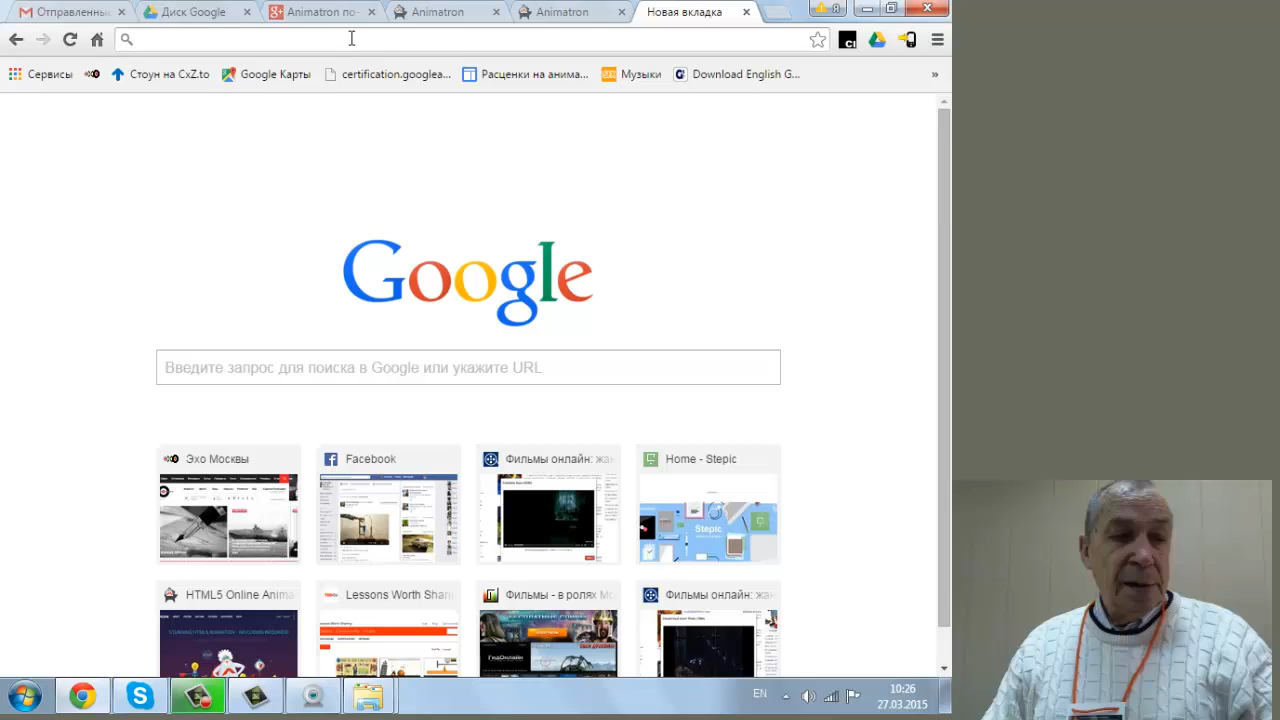 Отправленны
Диск Google
Animatron по-
Animatron
Animatron
Новая вкладка
Сервисы
Стоун на CxZ.to
Google Карты
certification.googlea...
Расценки на анима...
Музыки
Download English G...
»
Google
Введите запрос для поиска в Google или укажите URL
Эхо Москвы
Facebook
Фильмы онлайн: жан
Home - Stepic
Stepic
HTML5 Online Anima
Lessons Worth Shari
Фильмы - в ролях Мо
Фильмы онлайн: жан
EN
10:26
27.03.2015